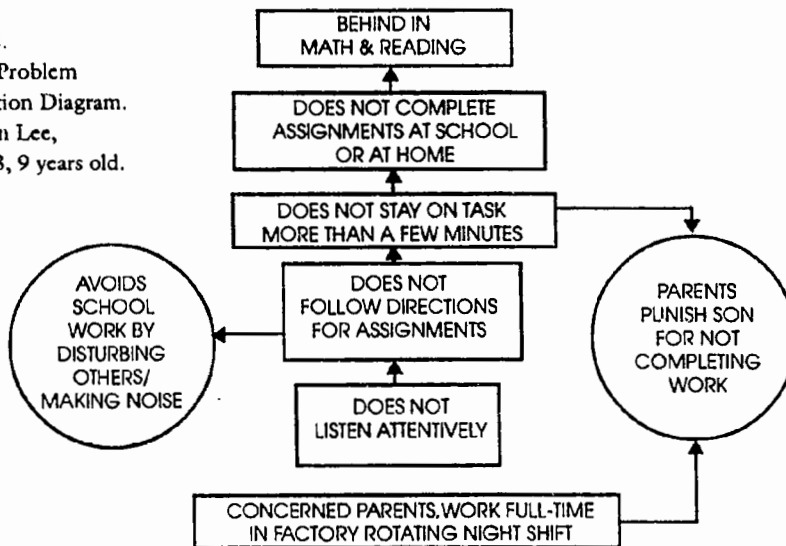 Problem
tion Diagram.
n Lee,
, 9 years old.
BEHIND IN
MATH & READING
DOES NOT COMPLETE
ASSIGNMENTS AT SCHOOL
OR AT HOME
DOES NOT STAY ON TASK
MORE THAN A FEW MINUTES
AVOIDS
SCHOOL
WORK BY
DISTURBING
OTHERS/
MAKING NOISE
DOES NOT
FOLLOW DIRECTIONS
FOR ASSIGNMENTS
PARENTS
PUNISH SON
FOR NOT
COMPLETING
WORK
DOES NOT
LISTEN ATTENTIVELY
CONCERNED PARENTS, WORK FULL-TIME
IN FACTORY ROTATING NIGHT SHIFT